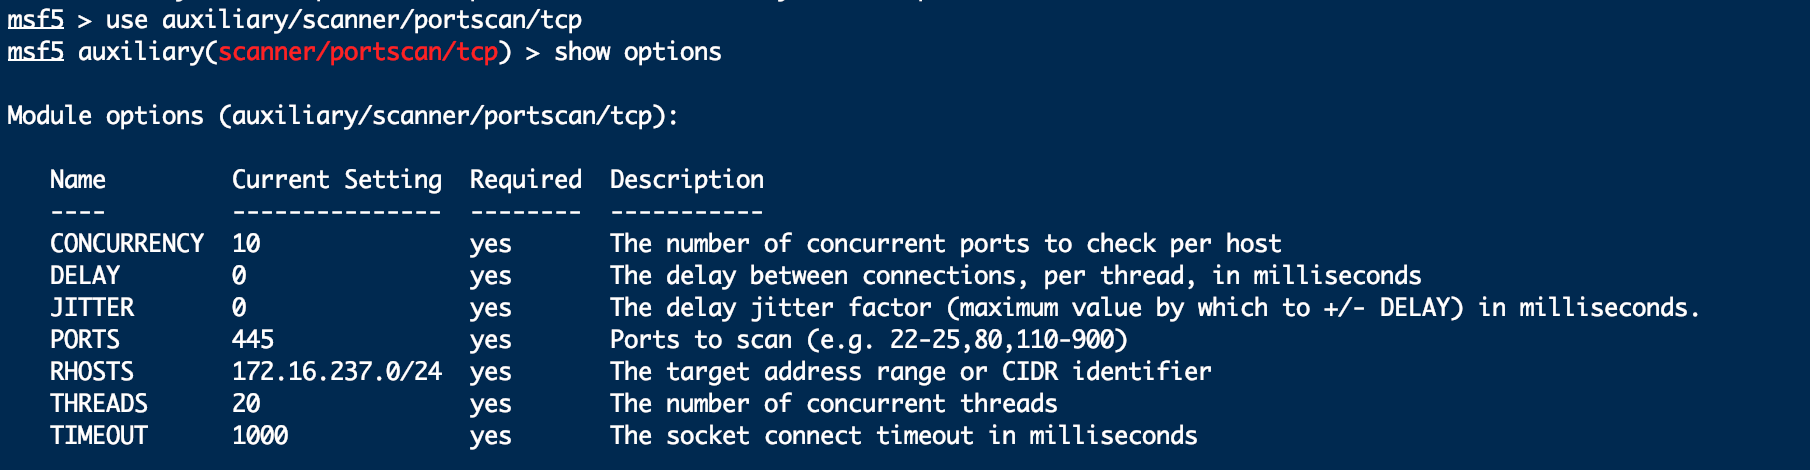 msf5 > use auxiliary/scanner/portscan/tcp
msf5 auxiliary(scanner/portscan/tcp) > show options
Module options (auxiliary/scanner/portscan/tcp):
Name Current Setting Required Description
---- --------------- -------- -----------
CONCURRENCY 10 yes The number of concurrent ports to check per host
DELAY 0 yes The delay between connections, per thread, in milliseconds
JITTER 0 yes The delay jitter factor (maximum value by which to +/- DELAY) in milliseconds.
PORTS 445 yes Ports to scan (e.g. 22-25,80,110-900)
RHOSTS 172.16.237.0/24 yes The target address range or CIDR identifier
THREADS 20 yes The number of concurrent threads
TIMEOUT 1000 yes The socket connect timeout in milliseconds